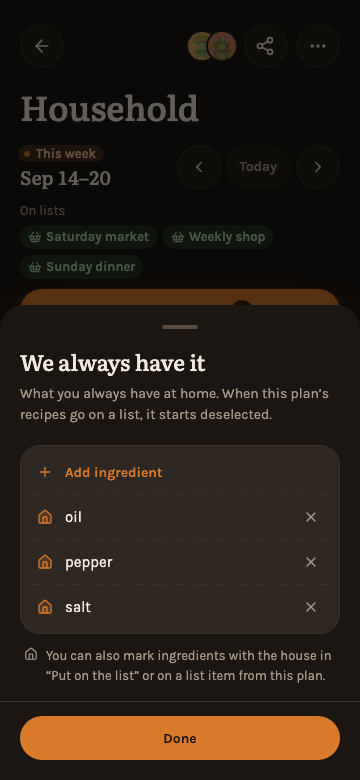 Household
This week
Sep 14–20
Today
On lists
Saturday market
Weekly shop
Sunday dinner
We always have it
What you always have at home. When this plan’s
recipes go on a list, it starts deselected.
Add ingredient
oil
pepper
salt
You can also mark ingredients with the house in
“Put on the list” or on a list item from this plan.
Done